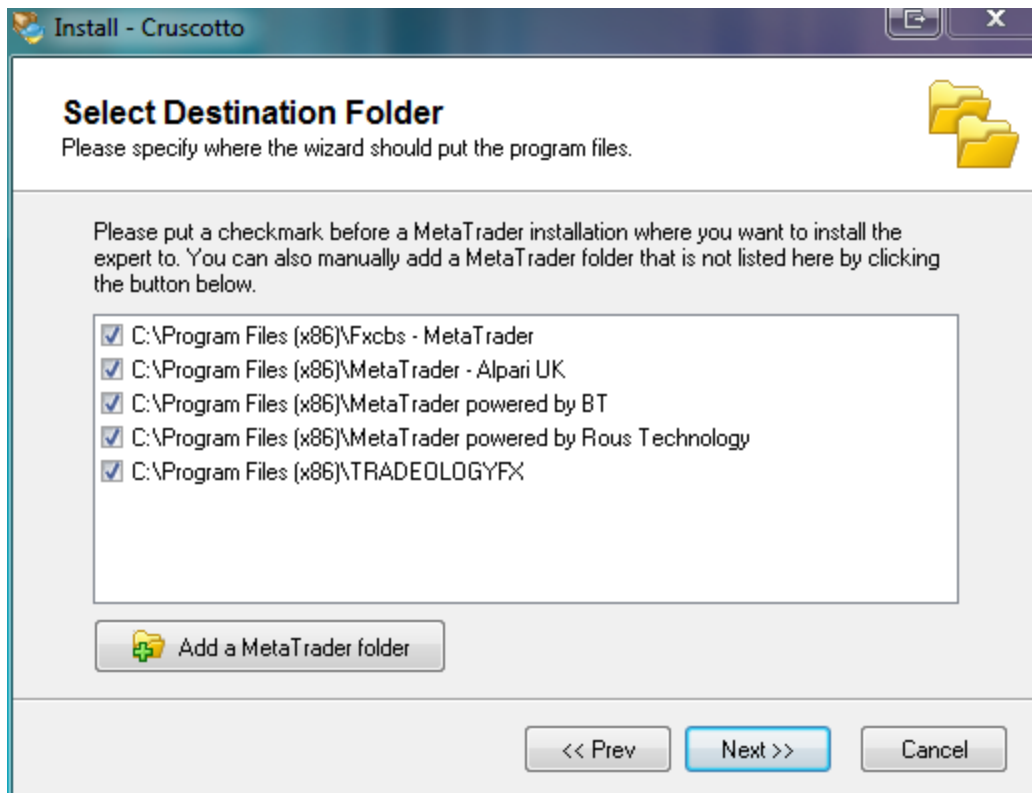 Install - Cruscotto
X
Select Destination Folder
Please specify where the wizard should put the program files.
Please put a checkmark before a MetaTrader installation where you want to install the
expert to. You can also manually add a MetaTrader folder that is not listed here by clicking
the button below.
C:\Program Files (x86)\Fxcbs - MetaTrader
C:\Program Files (x86)\MetaTrader - Alpari UK
C:\Program Files (x86)\MetaTrader powered by BT
C:\Program Files (x86)\MetaTrader powered by Rous Technology
C:\Program Files (x86)\TRADEOLOGYFX
Add a MetaTrader folder
<< Prev
Next >>
Cancel